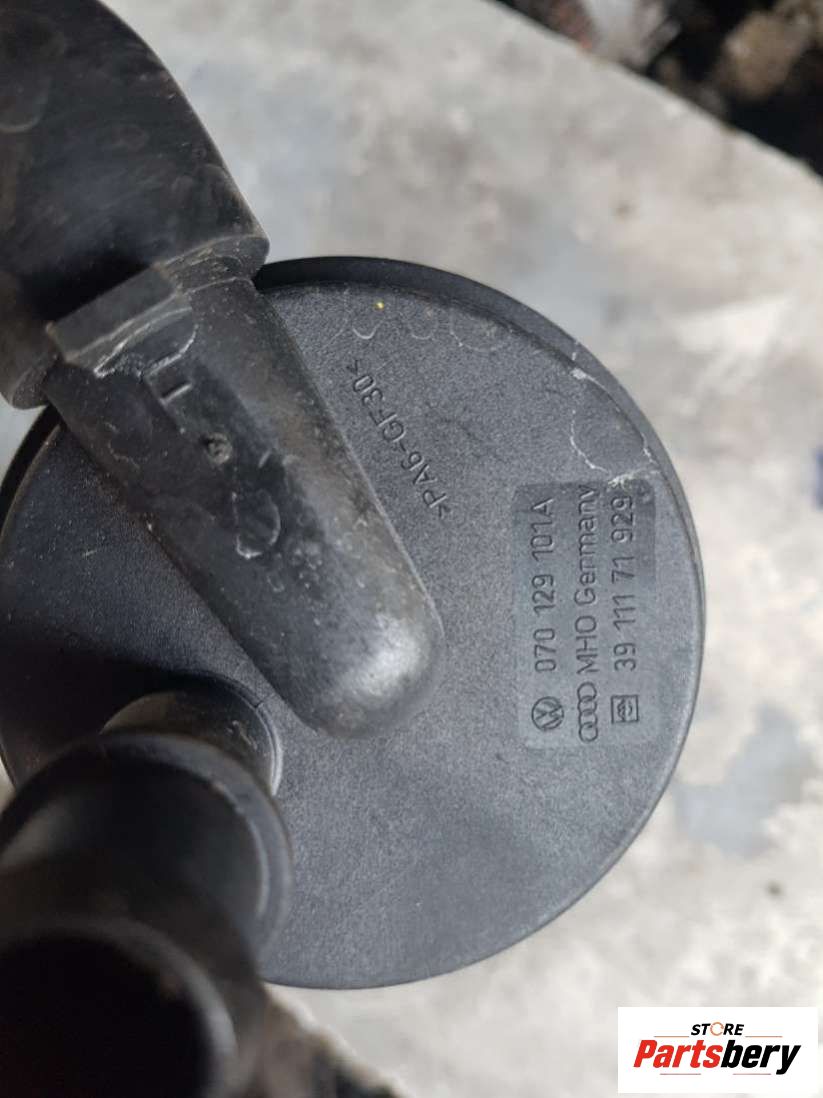 >PA6-GF30<
070 129 101A
MHO Germany
39 111 71 929
STORE
Partsbery